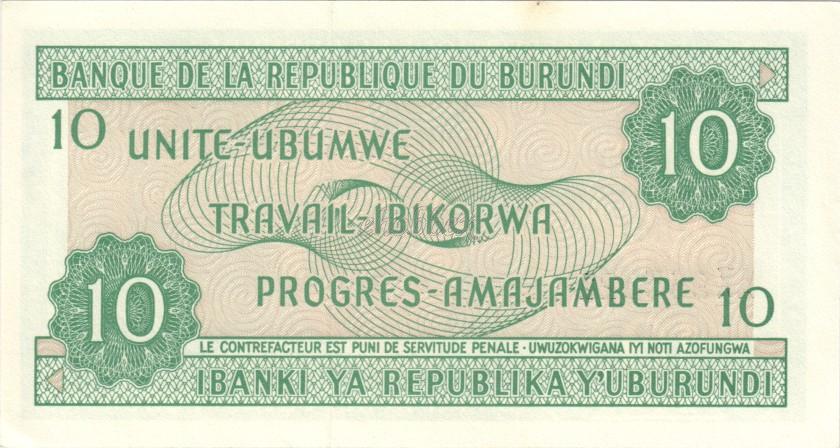 BANQUE DE LA REPUBLIQUE DU BURUNDI
10
10
UNITE-UBUMWE
TRAVAIL-IBIKORWA
PROGRES-AMAJAMBERE
10
10
LE CONTREFACTEUR EST PUNI DE SERVITUDE PENALE · UWUZOKWIGANA IYI NOTI AZOFUNGWA
IBANKI YA REPUBLIKA Y'UBURUNDI